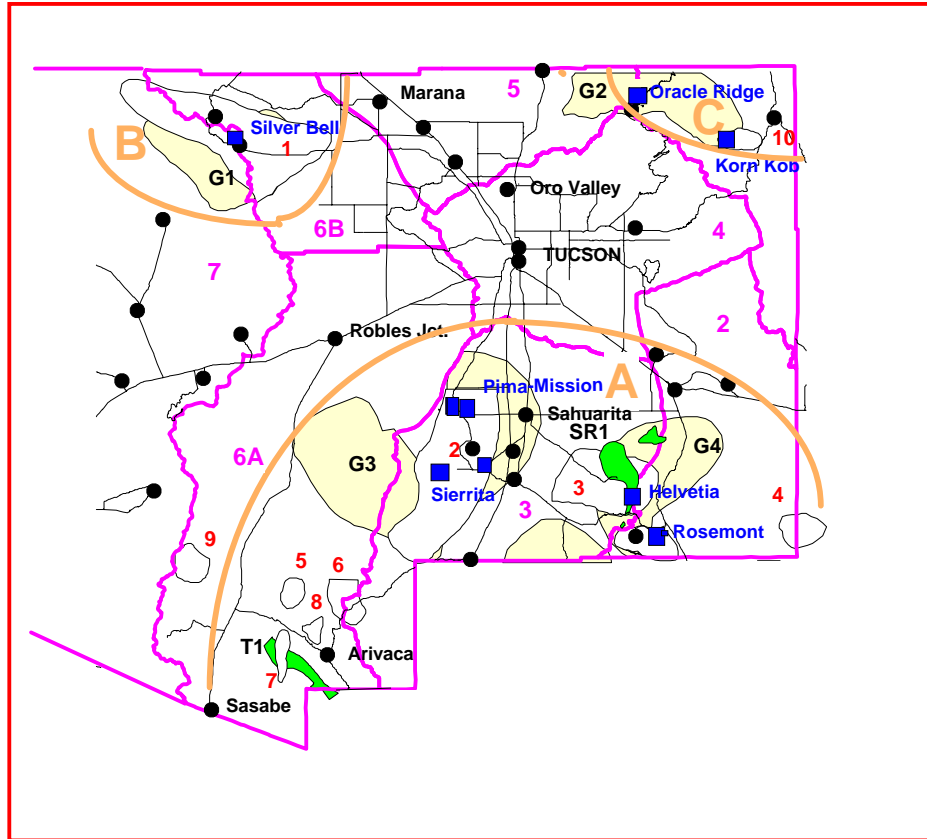 5
Marana
G2
Oracle Ridge
B
Silver Bell
C
1
10
Korn Kob
G1
Oro Valley
6B
4
TUCSON
7
2
Robles Jct.
A
Pima-Mission
Sahuarita
SR1
6A
2
G4
G3
3
Sierrita
Helvetia
4
3
Rosemont
9
5
6
8
T1
Arivaca
7
Sasabe